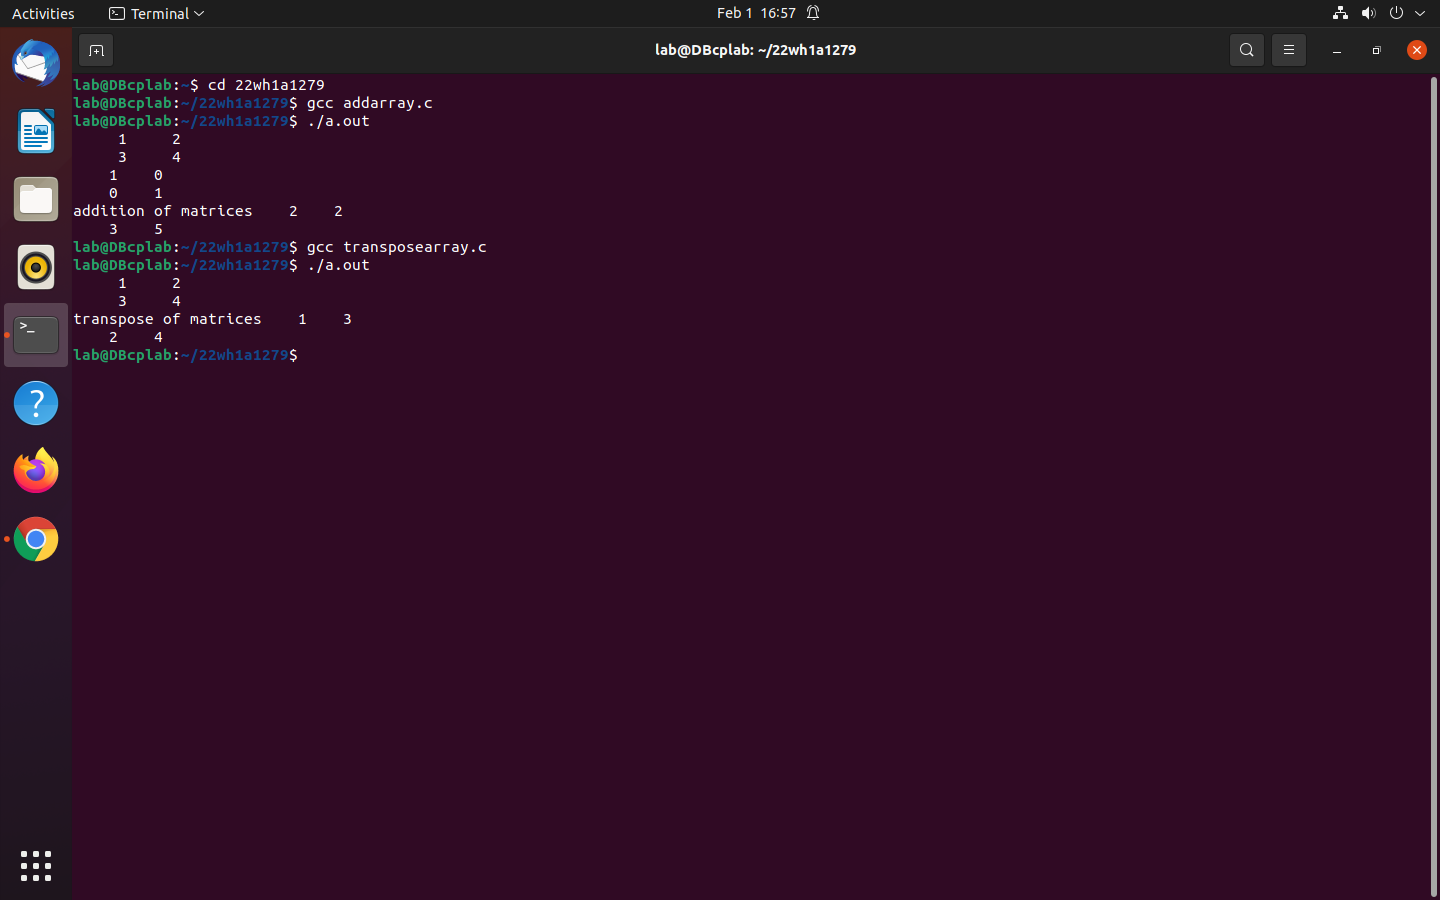 Activities
Terminal
Feb 1 16:57
lab@DBcplab: ~/22wh1a1279
lab@DBcplab:~$ cd 22wh1a1279
lab@DBcplab:~/22wh1a1279$ gcc addarray.c
lab@DBcplab:~/22wh1a1279$ ./a.out
1 2
3 4
1 0
0 1
addition of matrices 2 2
3 5
lab@DBcplab:~/22wh1a1279$ gcc transposearray.c
lab@DBcplab:~/22wh1a1279$ ./a.out
1 2
3 4
transpose of matrices 1 3
2 4
lab@DBcplab:~/22wh1a1279$